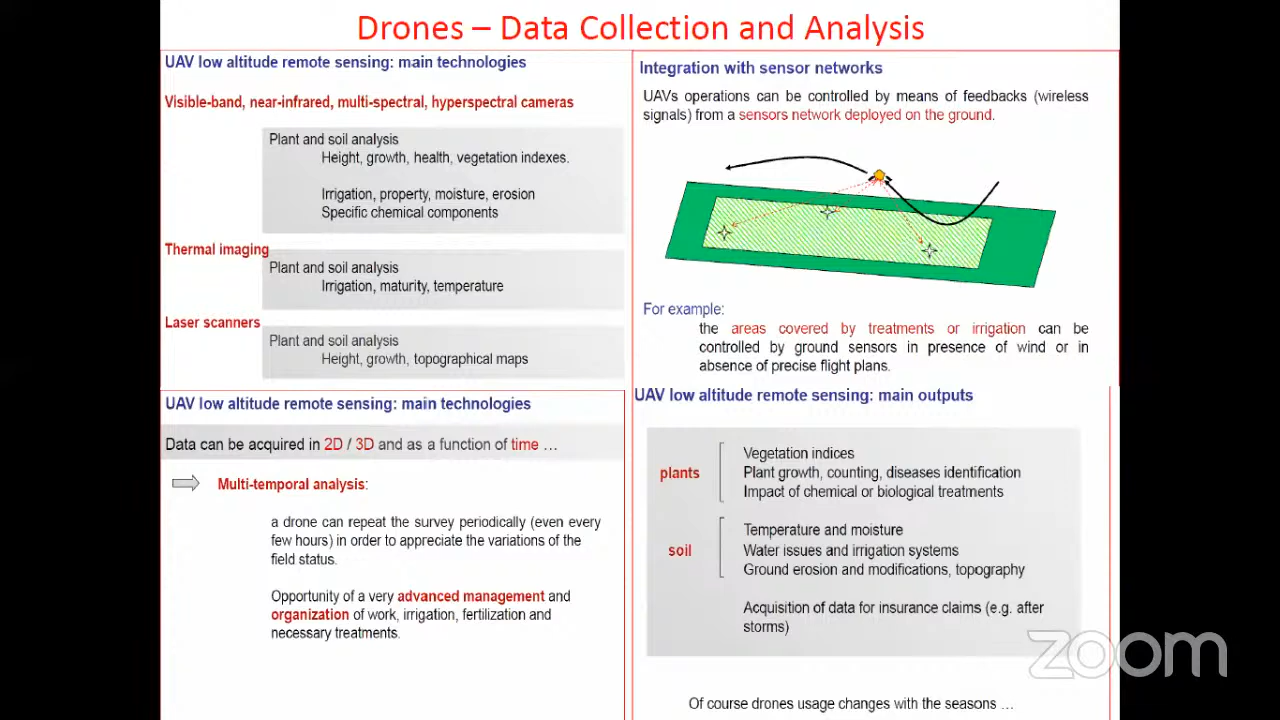 Drones – Data Collection and Analysis
UAV low altitude remote sensing: main technologies
Visible-band, near-infrared, multi-spectral, hyperspectral cameras
Plant and soil analysis
Height, growth, health, vegetation indexes.
Irrigation, property, moisture, erosion
Specific chemical components
Thermal imaging
Plant and soil analysis
Irrigation, maturity, temperature
Laser scanners
Plant and soil analysis
Height, growth, topographical maps
Integration with sensor networks
UAVs operations can be controlled by means of feedbacks (wireless
signals) from a sensors network deployed on the ground.
For example:
the areas covered by treatments or irrigation can be
controlled by ground sensors in presence of wind or in
absence of precise flight plans.
UAV low altitude remote sensing: main technologies
Data can be acquired in 2D / 3D and as a function of time …
Multi-temporal analysis:
a drone can repeat the survey periodically (even every
few hours) in order to appreciate the variations of the
field status.
Opportunity of a very advanced management and
organization of work, irrigation, fertilization and
necessary treatments.
UAV low altitude remote sensing: main outputs
plants
Vegetation indices
Plant growth, counting, diseases identification
Impact of chemical or biological treatments
soil
Temperature and moisture
Water issues and irrigation systems
Ground erosion and modifications, topography
Acquisition of data for insurance claims (e.g. after
storms)
Of course drones usage changes with the seasons …
zoom